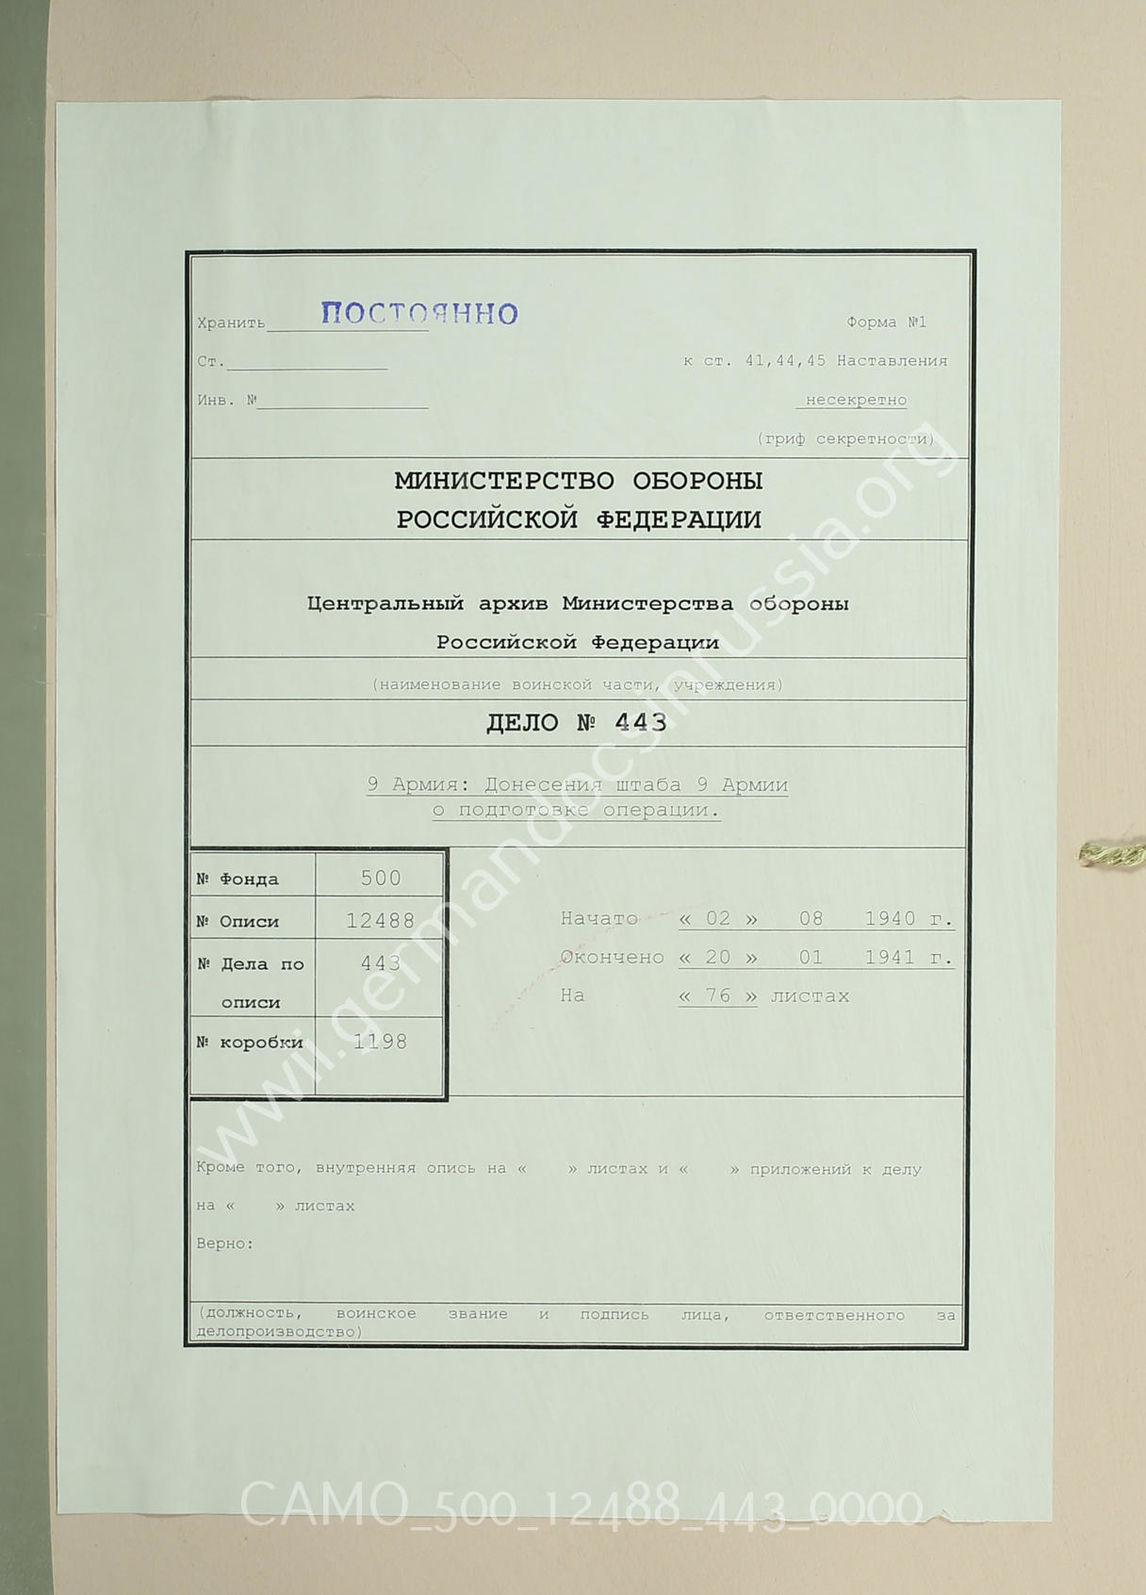 Хранить ПОСТОЯННО
Форма №1
Ст.
к ст. 41,44,45 Наставления
Инв. №
несекретно
(гриф секретности)
МИНИСТЕРСТВО ОБОРОНЫ
РОССИЙСКОЙ ФЕДЕРАЦИИ
Центральный архив Министерства обороны
Российской Федерации
(наименование воинской части, учреждения)
ДЕЛО № 443
9 Армия: Донесения штаба 9 Армии
о подготовке операции.
№ Фонда 500
№ Описи 12488
№ Дела по 443
описи
№ коробки 1198
Начато « 02 » 08 1940 г.
Окончено « 20 » 01 1941 г.
На « 76 » листах
Кроме того, внутренняя опись на « » листах и « » приложений к делу
на « » листах
Верно:
(должность, воинское звание и подпись лица, ответственного за
делопроизводство)
wwii.germandocsinrussia.org
CAMO_500_12488_443_0000